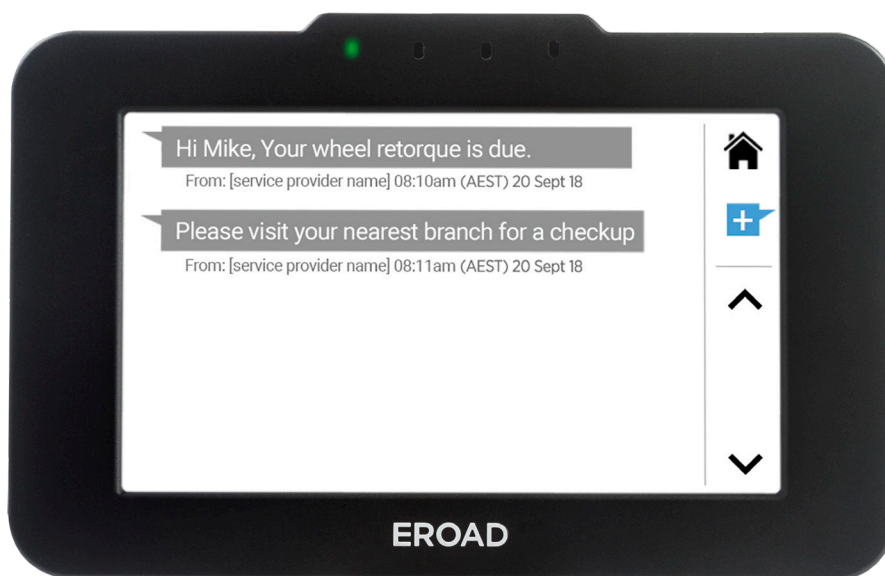 Hi Mike, Your wheel retorque is due.
From: [service provider name] 08:10am (AEST) 20 Sept 18
Please visit your nearest branch for a checkup
From: [service provider name] 08:11am (AEST) 20 Sept 18
EROAD